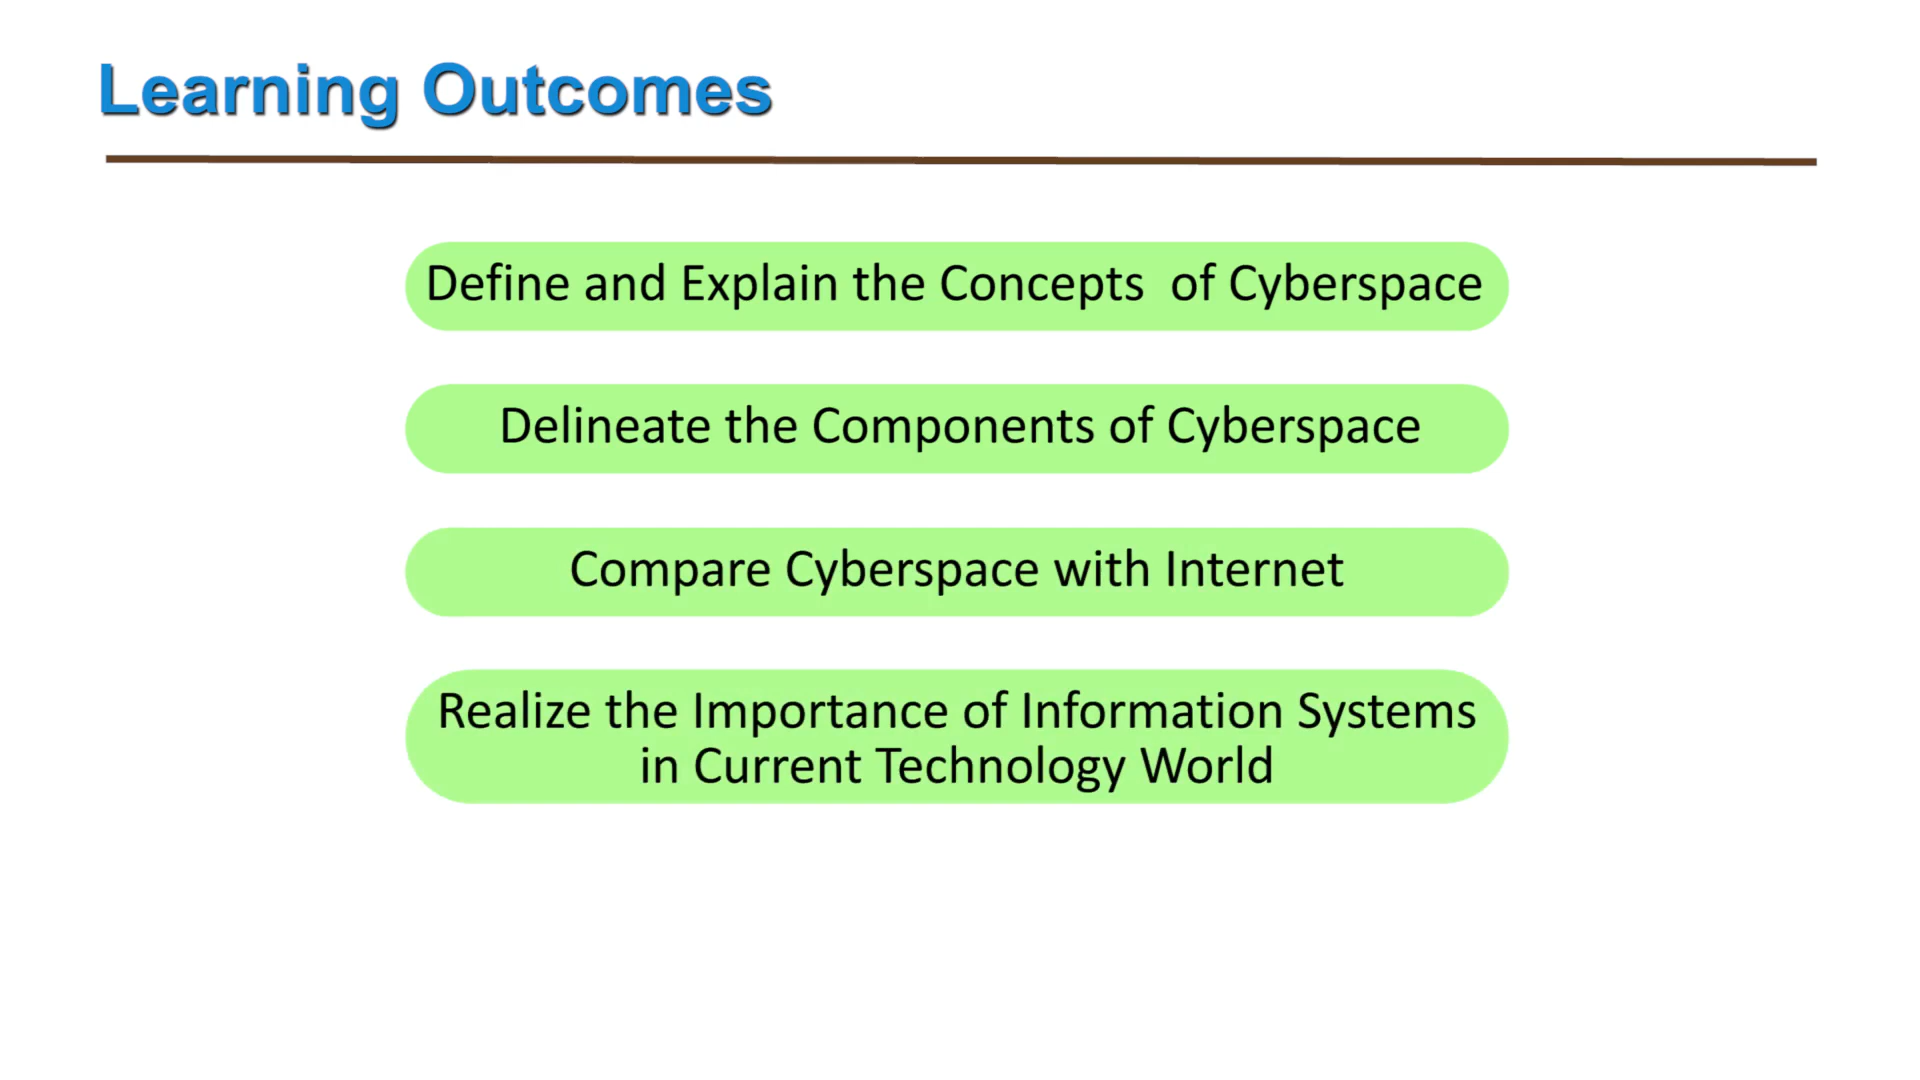 Learning Outcomes
Define and Explain the Concepts  of Cyberspace
Delineate the Components of Cyberspace
Compare Cyberspace with Internet
Realize the Importance of Information Systems
in Current Technology World